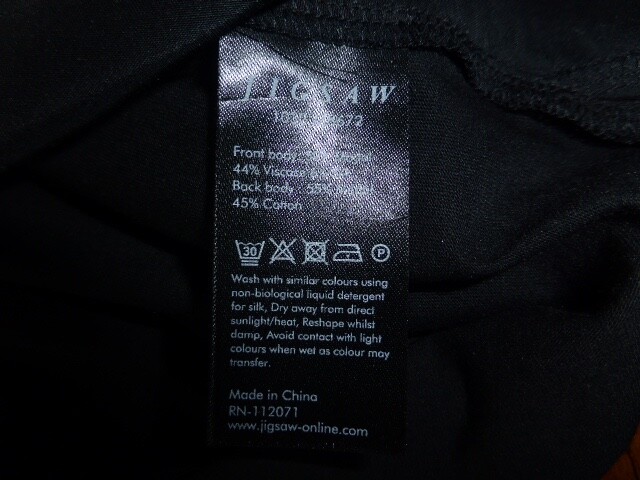 JIGSAW
Front body
44% Viscose
Back body 55%
45% Cotton
30
P
Wash with similar colours using
non-biological liquid detergent
for silk, Dry away from direct
sunlight/heat, Reshape whilst
damp, Avoid contact with light
colours when wet as colour may
transfer.
Made in China
RN-112071
www.jigsaw-online.com